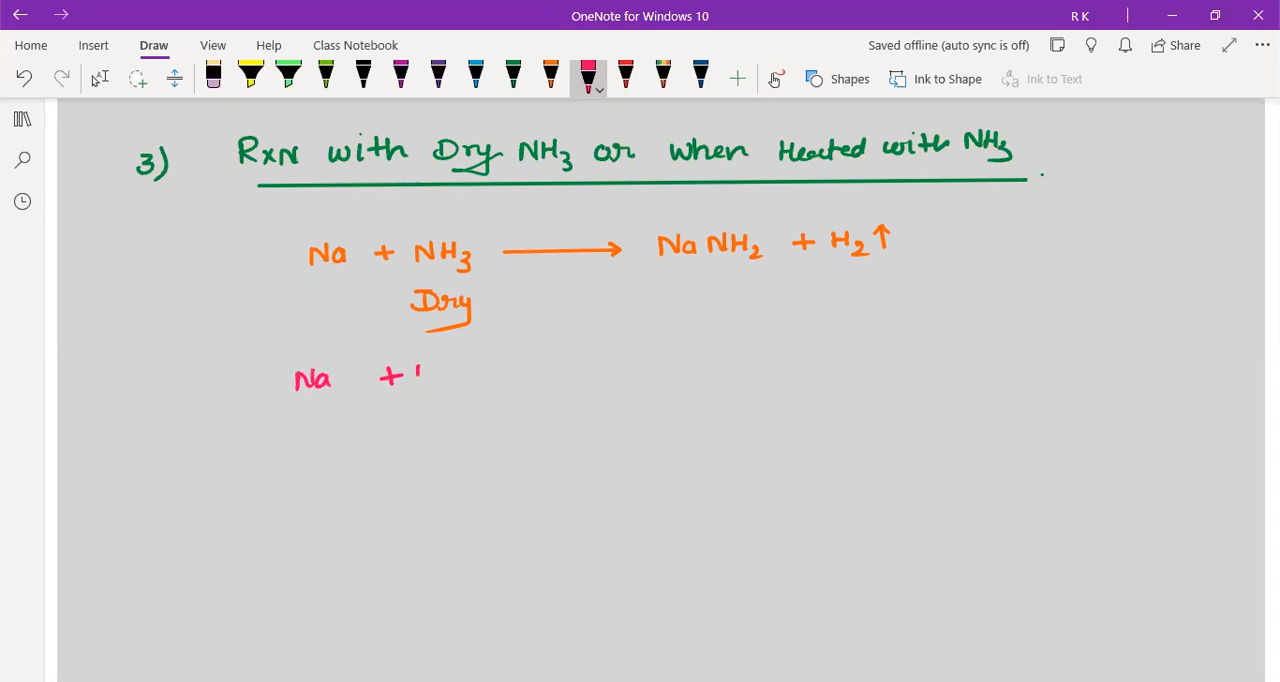 OneNote for Windows 10
R K
Home Insert Draw View Help Class Notebook
Saved offline (auto sync is off) Share
Shapes Ink to Shape Ink to Text
3) RxN with Dry NH3 or when Heated with NH3.
Na + NH3 ⟶ NaNH2 + H2↑
Dry
Na +